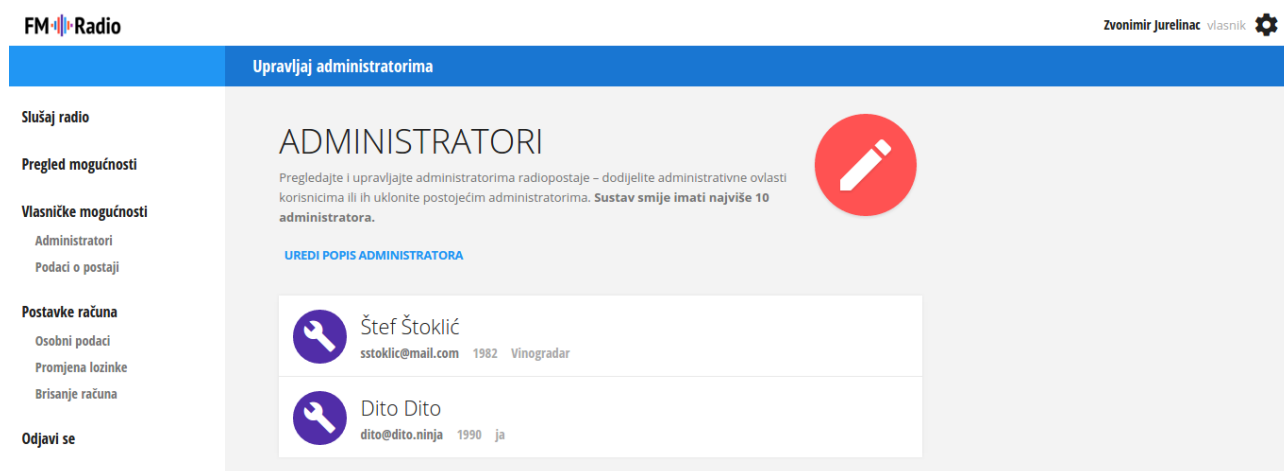 FM Radio
Zvonimir Jurelinac vlasnik
Upravljaj administratorima
Slušaj radio
Pregled mogućnosti
Vlasničke mogućnosti
Administratori
Podaci o postaji
Postavke računa
Osobni podaci
Promjena lozinke
Brisanje računa
Odjavi se
ADMINISTRATORI
Pregledajte i upravljajte administratorima radiopostaje – dodijelite administrativne ovlasti
korisnicima ili ih uklonite postojećim administratorima. Sustav smije imati najviše 10
administratora.
UREDI POPIS ADMINISTRATORA
Štef Štoklić
sstoklic@mail.com 1982 Vinogradar
Dito Dito
dito@dito.ninja 1990 ja